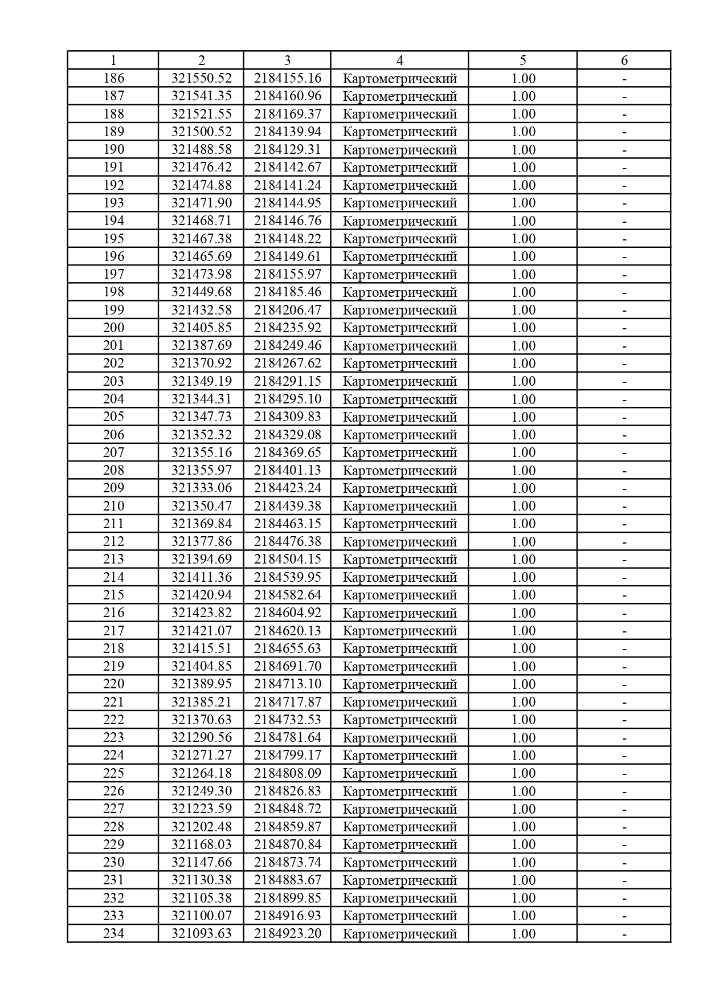 1 2 3 4 5 6
186 321550.52 2184155.16 Картометрический 1.00 -
187 321541.35 2184160.96 Картометрический 1.00 -
188 321521.55 2184169.37 Картометрический 1.00 -
189 321500.52 2184139.94 Картометрический 1.00 -
190 321488.58 2184129.31 Картометрический 1.00 -
191 321476.42 2184142.67 Картометрический 1.00 -
192 321474.88 2184141.24 Картометрический 1.00 -
193 321471.90 2184144.95 Картометрический 1.00 -
194 321468.71 2184146.76 Картометрический 1.00 -
195 321467.38 2184148.22 Картометрический 1.00 -
196 321465.69 2184149.61 Картометрический 1.00 -
197 321473.98 2184155.97 Картометрический 1.00 -
198 321449.68 2184185.46 Картометрический 1.00 -
199 321432.58 2184206.47 Картометрический 1.00 -
200 321405.85 2184235.92 Картометрический 1.00 -
201 321387.69 2184249.46 Картометрический 1.00 -
202 321370.92 2184267.62 Картометрический 1.00 -
203 321349.19 2184291.15 Картометрический 1.00 -
204 321344.31 2184295.10 Картометрический 1.00 -
205 321347.73 2184309.83 Картометрический 1.00 -
206 321352.32 2184329.08 Картометрический 1.00 -
207 321355.16 2184369.65 Картометрический 1.00 -
208 321355.97 2184401.13 Картометрический 1.00 -
209 321333.06 2184423.24 Картометрический 1.00 -
210 321350.47 2184439.38 Картометрический 1.00 -
211 321369.84 2184463.15 Картометрический 1.00 -
212 321377.86 2184476.38 Картометрический 1.00 -
213 321394.69 2184504.15 Картометрический 1.00 -
214 321411.36 2184539.95 Картометрический 1.00 -
215 321420.94 2184582.64 Картометрический 1.00 -
216 321423.82 2184604.92 Картометрический 1.00 -
217 321421.07 2184620.13 Картометрический 1.00 -
218 321415.51 2184655.63 Картометрический 1.00 -
219 321404.85 2184691.70 Картометрический 1.00 -
220 321389.95 2184713.10 Картометрический 1.00 -
221 321385.21 2184717.87 Картометрический 1.00 -
222 321370.63 2184732.53 Картометрический 1.00 -
223 321290.56 2184781.64 Картометрический 1.00 -
224 321271.27 2184799.17 Картометрический 1.00 -
225 321264.18 2184808.09 Картометрический 1.00 -
226 321249.30 2184826.83 Картометрический 1.00 -
227 321223.59 2184848.72 Картометрический 1.00 -
228 321202.48 2184859.87 Картометрический 1.00 -
229 321168.03 2184870.84 Картометрический 1.00 -
230 321147.66 2184873.74 Картометрический 1.00 -
231 321130.38 2184883.67 Картометрический 1.00 -
232 321105.38 2184899.85 Картометрический 1.00 -
233 321100.07 2184916.93 Картометрический 1.00 -
234 321093.63 2184923.20 Картометрический 1.00 -